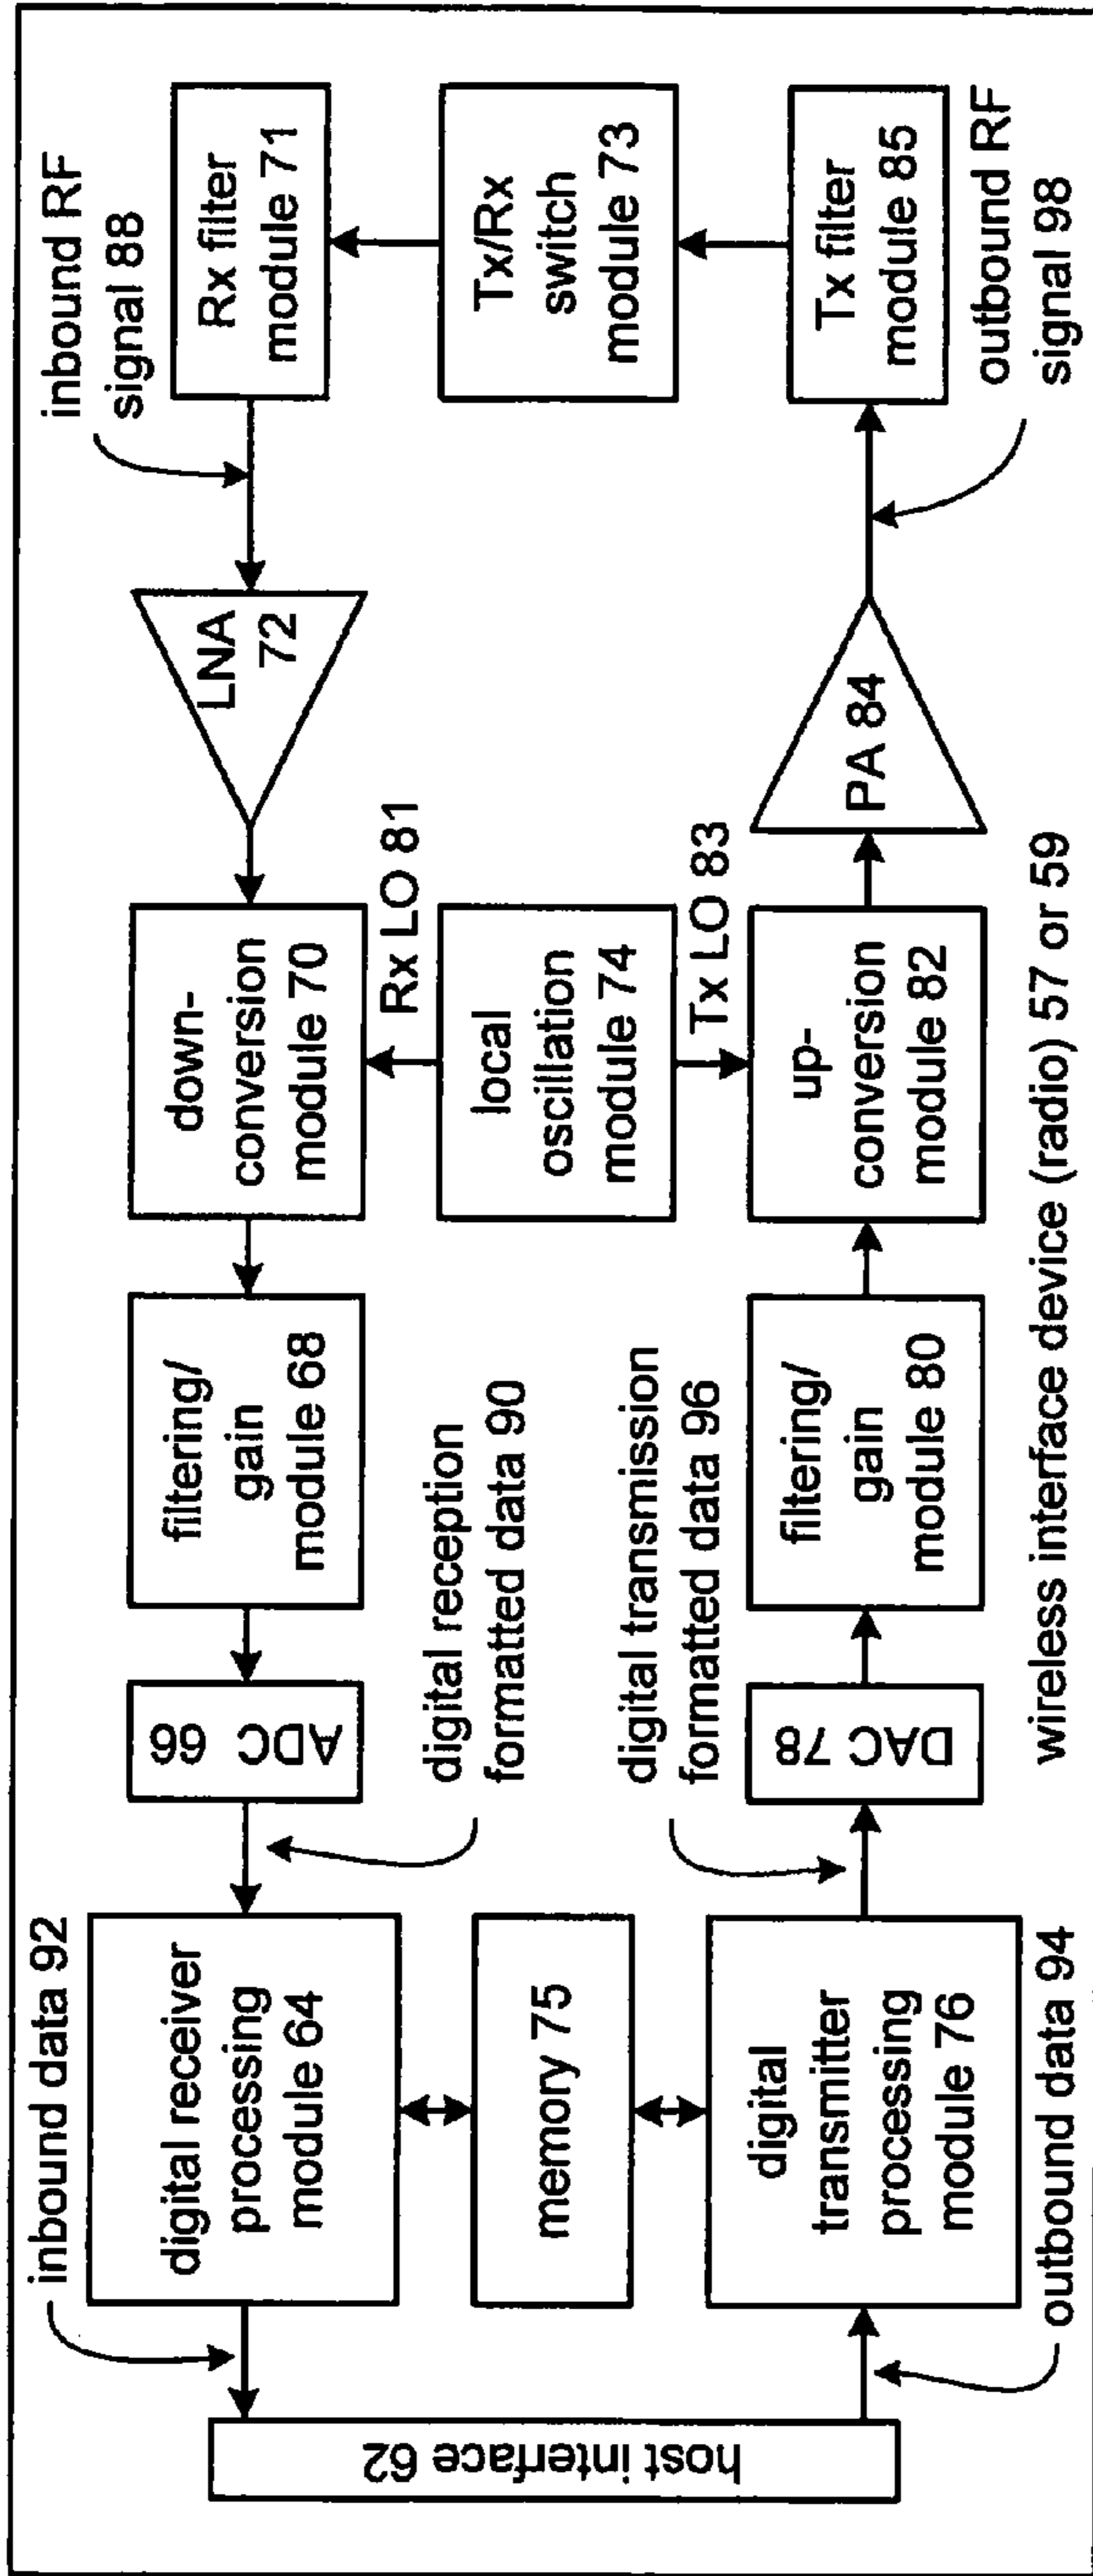 inbound RF
signal 88
inbound data 92
digital receiver
processing
module 64
ADC 66
filtering/
gain
module 68
down-
conversion
module 70
LNA
72
Rx filter
module 71
digital reception
formatted data 90
Rx LO 81
host interface 62
memory 75
local
oscillation
module 74
Tx/Rx
switch
module 73
digital transmission
formatted data 96
Tx LO 83
digital
transmitter
processing
module 76
DAC 78
filtering/
gain
module 80
up-
conversion
module 82
PA 84
Tx filter
module 85
outbound data 94
wireless interface device (radio) 57 or 59
outbound RF
signal 98